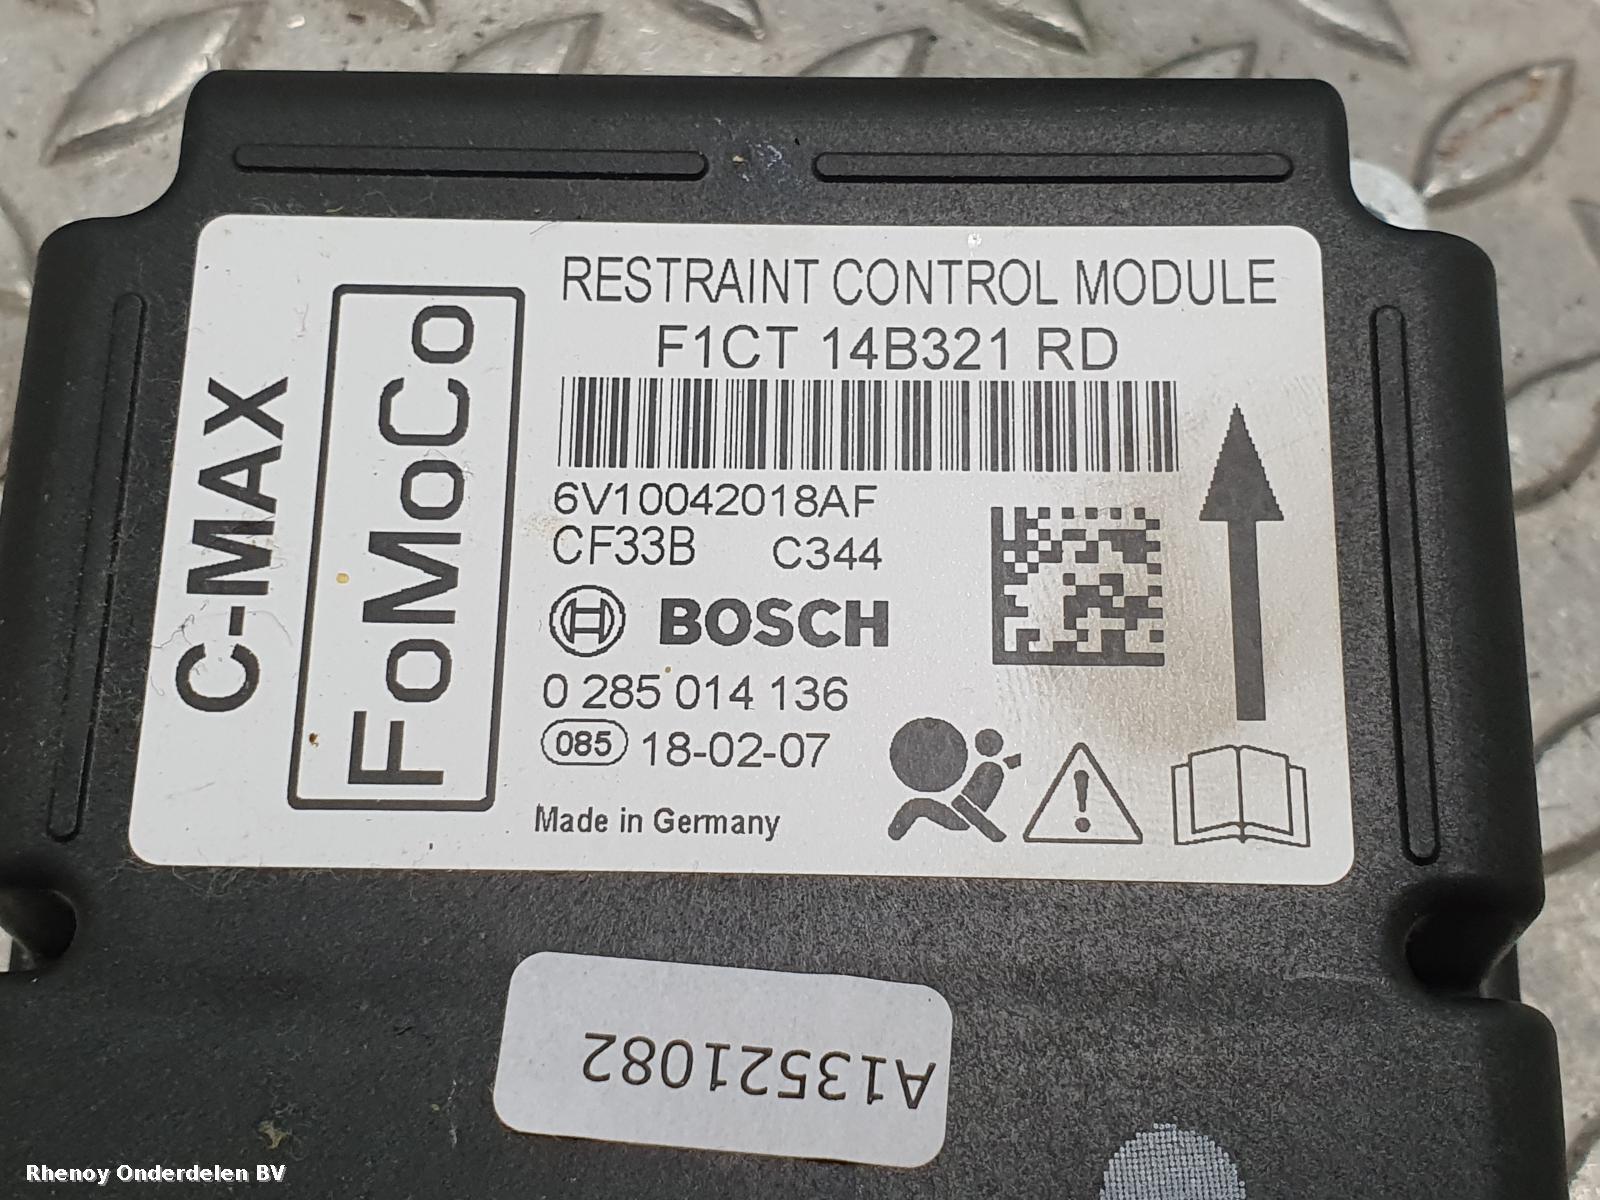 RESTRAINT CONTROL MODULE
F1CT 14B321 RD
C-MAX
FoMoCo
6V10042018AF
CF33B C344
BOSCH
0 285 014 136
085 18-02-07
Made in Germany
A13521082
Rhenoy Onderdelen BV